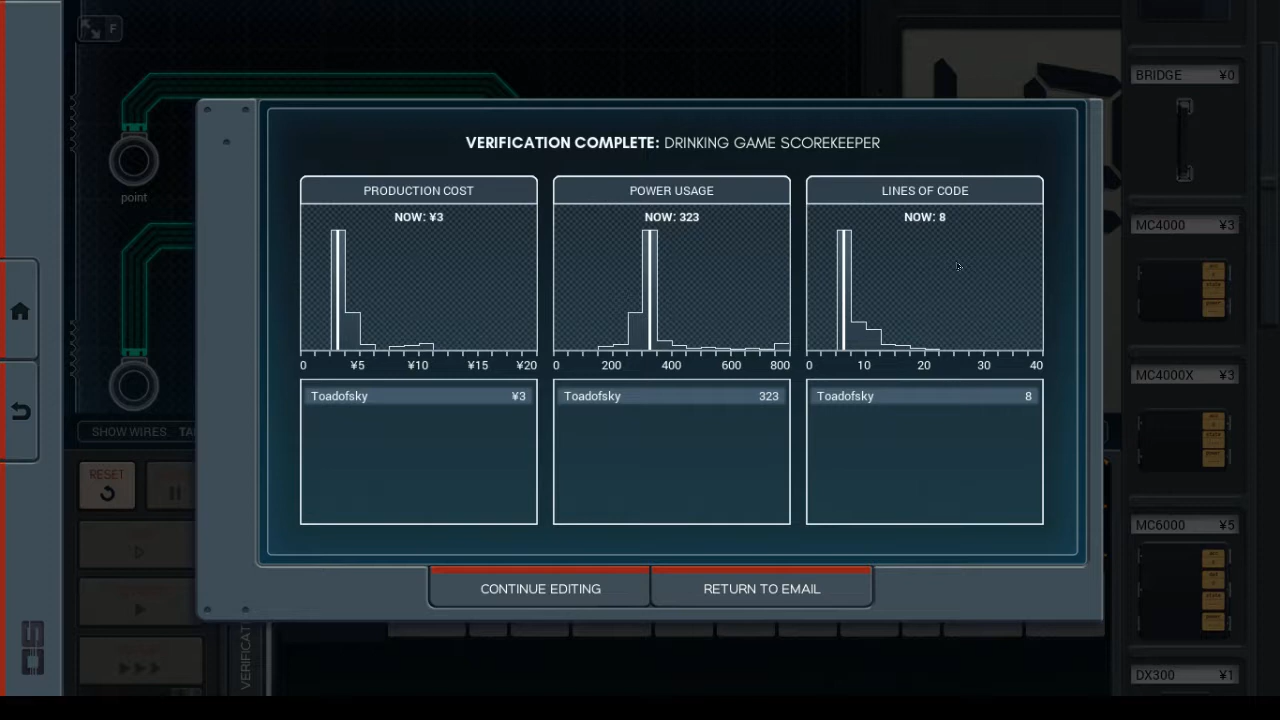 F
BRIDGE ¥0
VERIFICATION COMPLETE: DRINKING GAME SCOREKEEPER
PRODUCTION COST
POWER USAGE
LINES OF CODE
point
NOW: ¥3
NOW: 323
NOW: 8
MC4000 ¥3
0 ¥5 ¥10 ¥15 ¥20
0 200 400 600 800
0 10 20 30 40
MC4000X ¥3
Toadofsky ¥3
Toadofsky 323
Toadofsky 8
SHOW WIRES TA
RESET
MC6000 ¥5
CONTINUE EDITING
RETURN TO EMAIL
VERIFICATI
DX300 ¥1